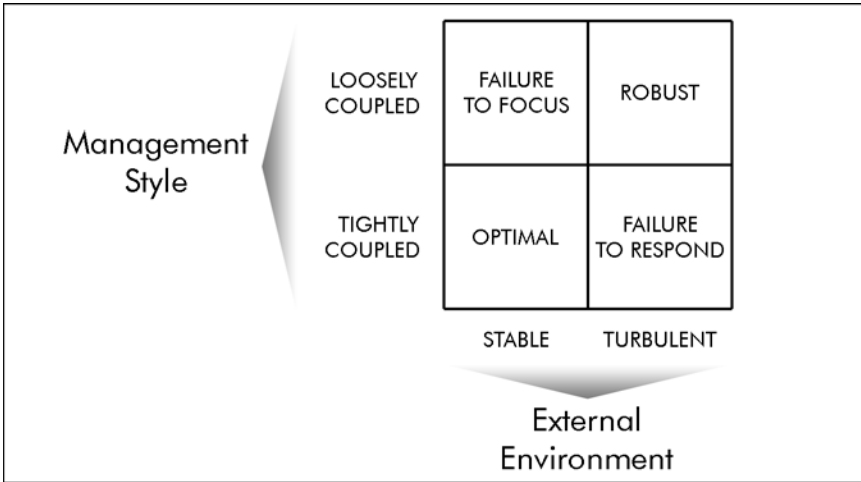 LOOSELY
COUPLED
FAILURE
TO FOCUS
ROBUST
Management
Style
TIGHTLY
COUPLED
OPTIMAL
FAILURE
TO RESPOND
STABLE
TURBULENT
External
Environment